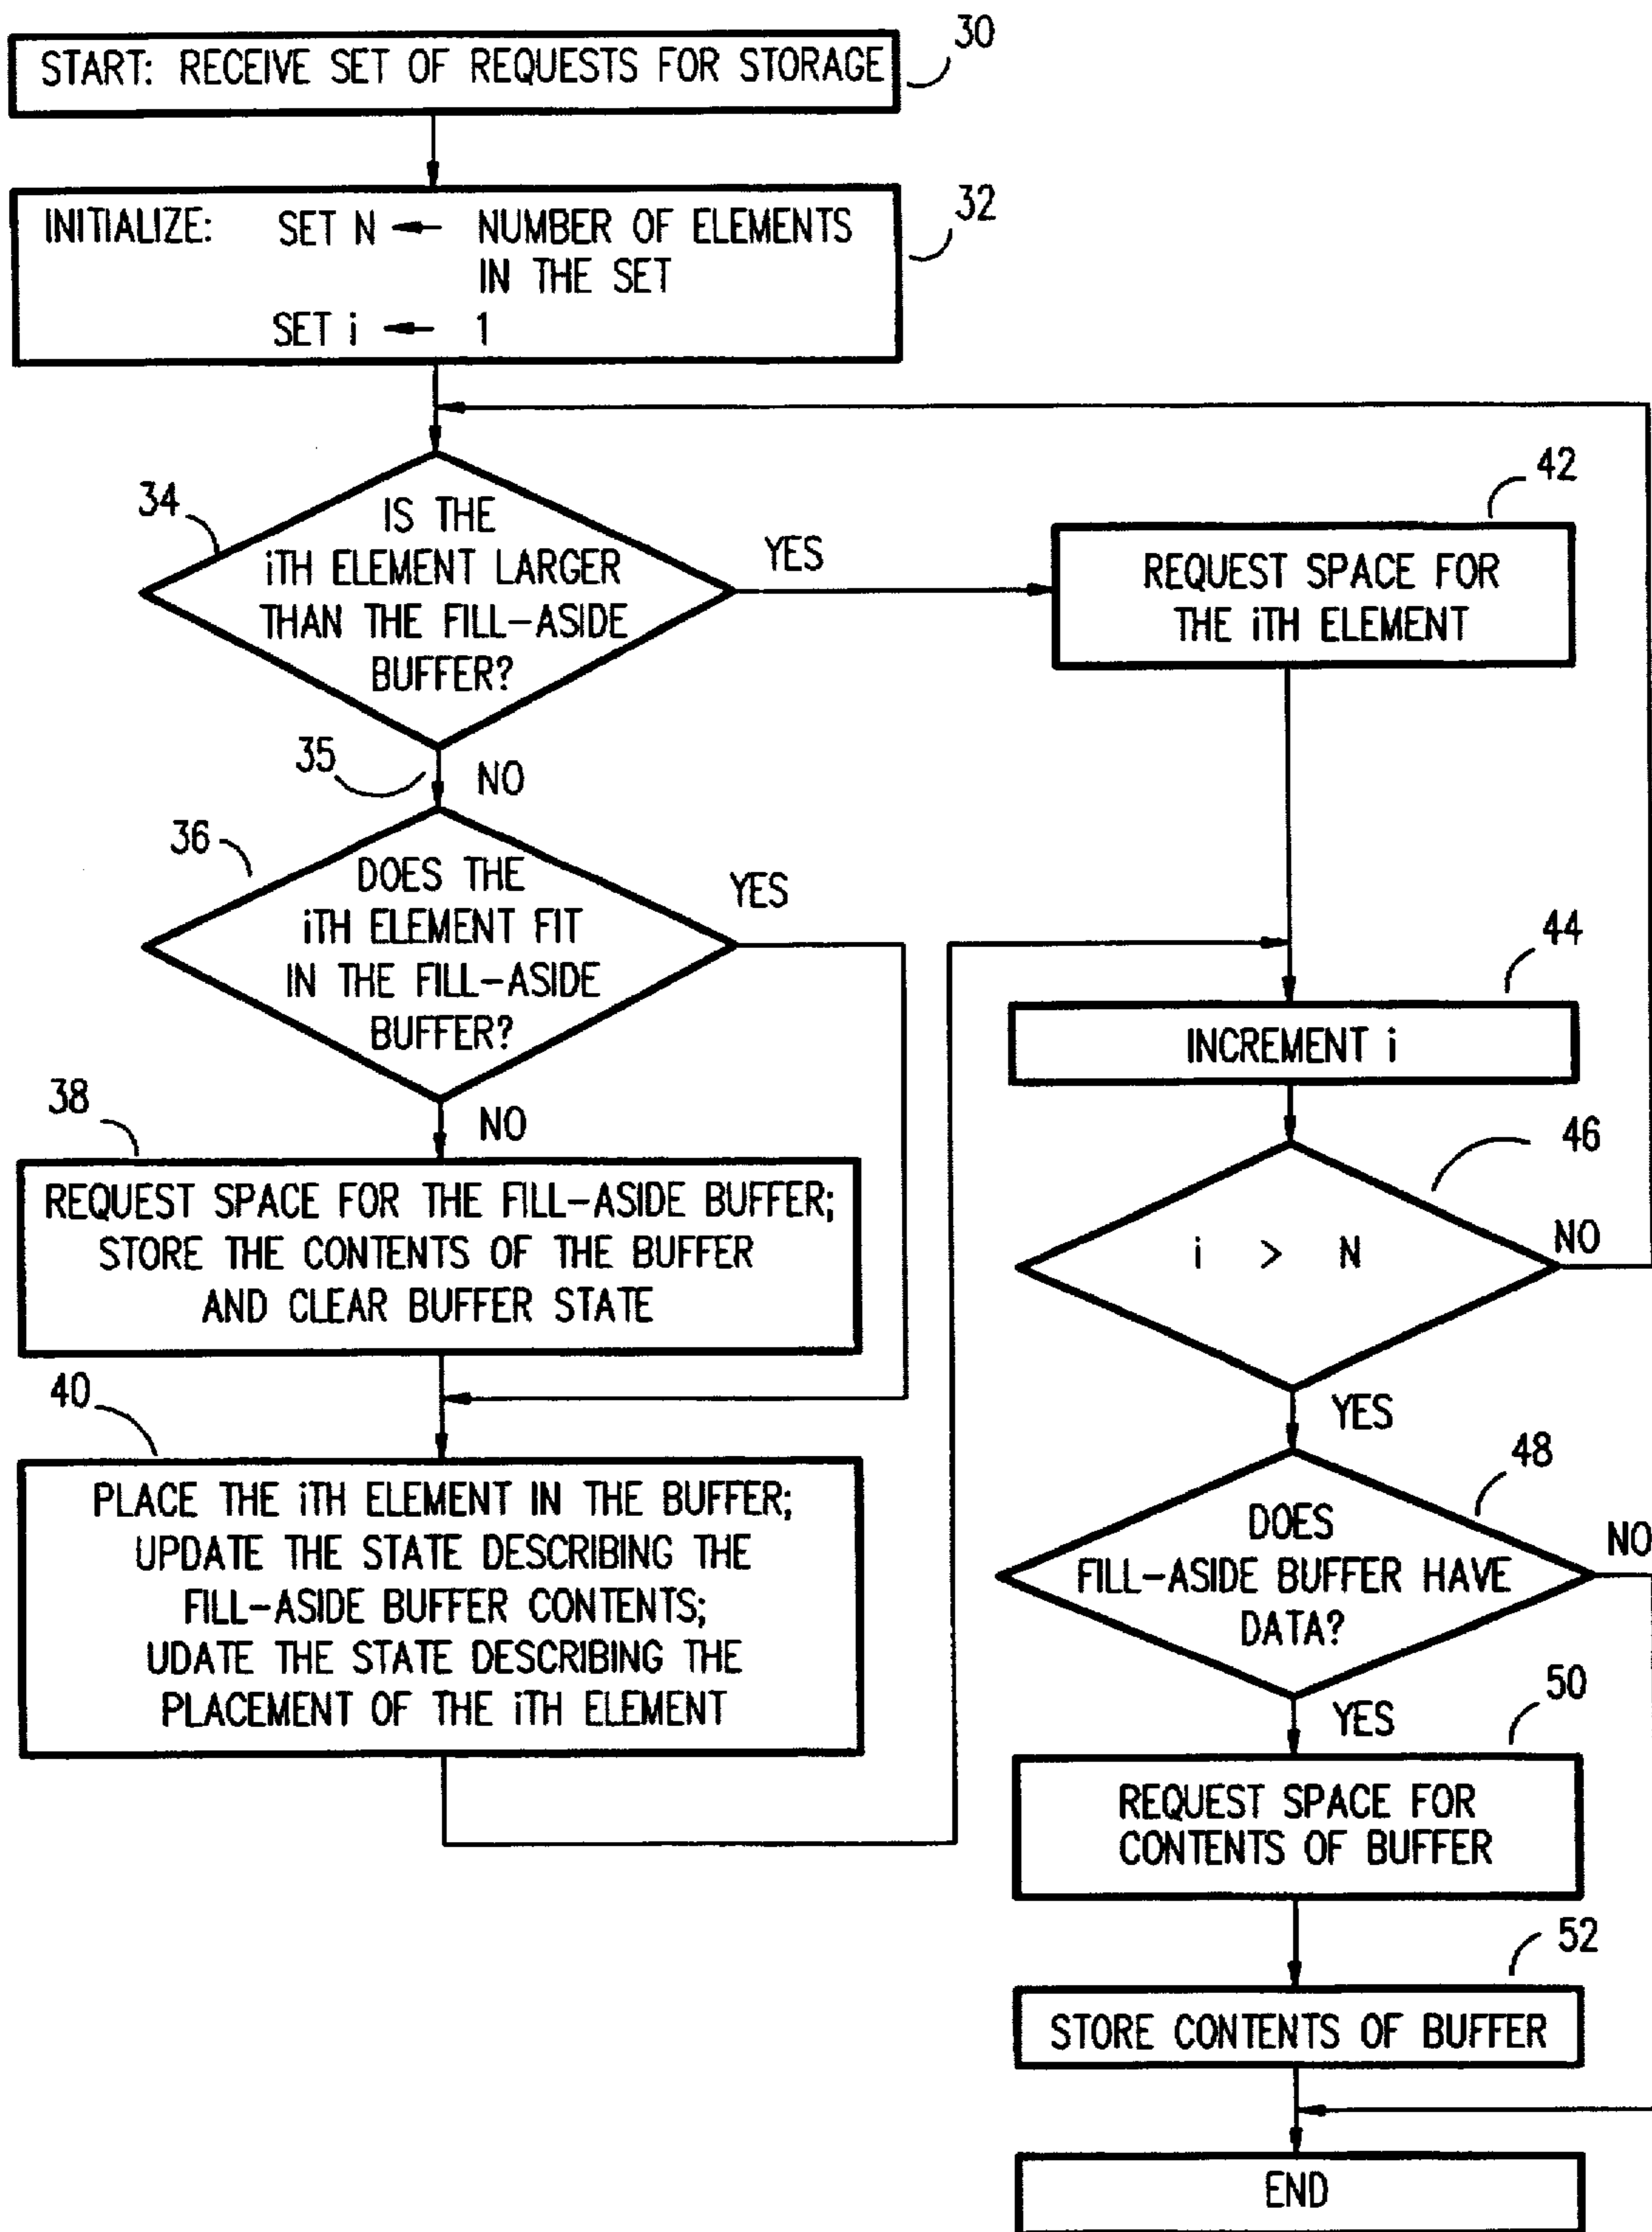 START: RECEIVE SET OF REQUESTS FOR STORAGE
30
INITIALIZE: SET N ← NUMBER OF ELEMENTS
IN THE SET
SET i ← 1
32
34
IS THE
iTH ELEMENT LARGER
THAN THE FILL-ASIDE
BUFFER?
YES
42
REQUEST SPACE FOR
THE iTH ELEMENT
35
NO
36
DOES THE
iTH ELEMENT FIT
IN THE FILL-ASIDE
BUFFER?
YES
NO
38
REQUEST SPACE FOR THE FILL-ASIDE BUFFER;
STORE THE CONTENTS OF THE BUFFER
AND CLEAR BUFFER STATE
40
PLACE THE iTH ELEMENT IN THE BUFFER;
UPDATE THE STATE DESCRIBING THE
FILL-ASIDE BUFFER CONTENTS;
UDATE THE STATE DESCRIBING THE
PLACEMENT OF THE iTH ELEMENT
44
INCREMENT i
46
i > N
NO
YES
48
DOES
FILL-ASIDE BUFFER HAVE
DATA?
NO
YES
50
REQUEST SPACE FOR
CONTENTS OF BUFFER
52
STORE CONTENTS OF BUFFER
END